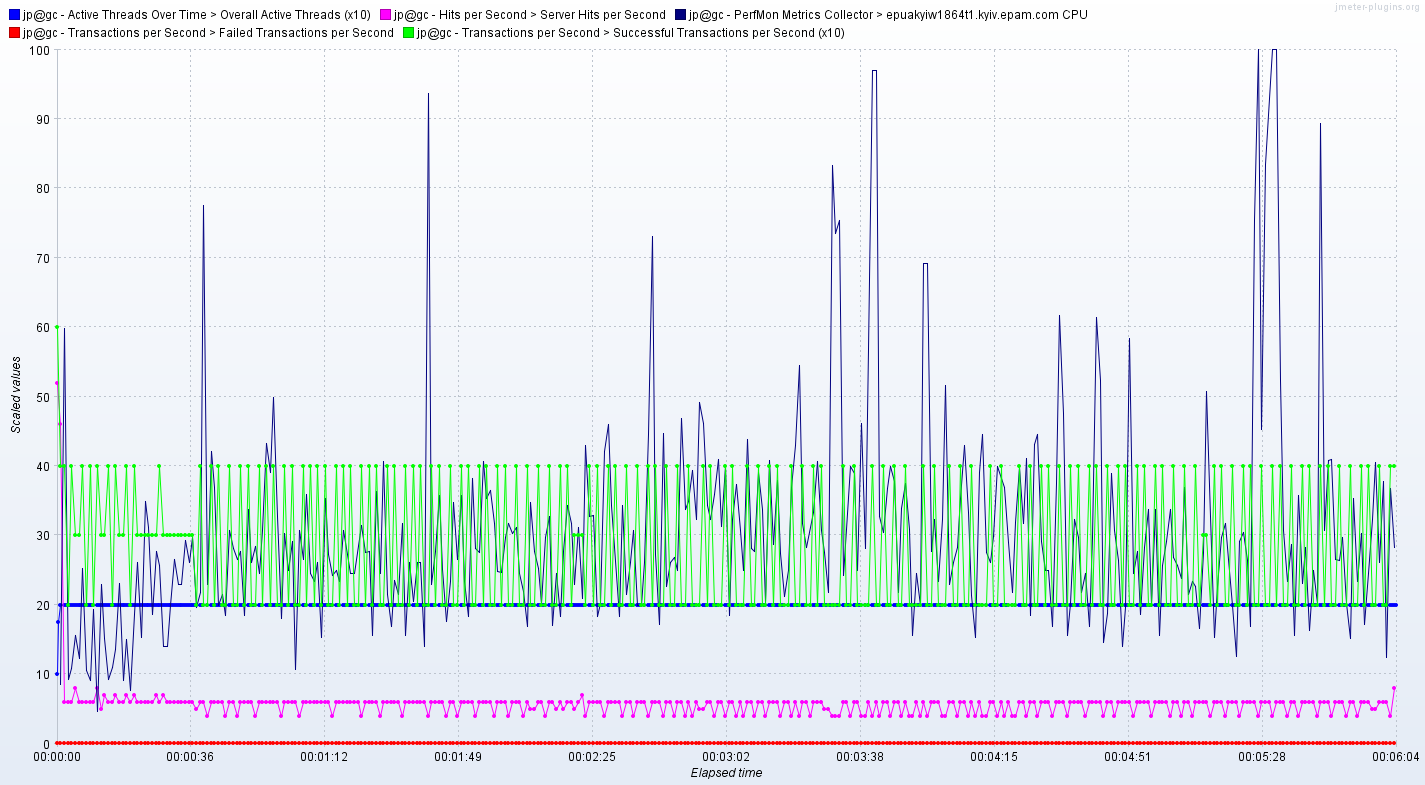 jp@gc - Active Threads Over Time > Overall Active Threads (x10) jp@gc - Hits per Second > Server Hits per Second jp@gc - PerfMon Metrics Collector > epuakyiw1864t1.kyiv.epam.com CPU
jmeter-plugins.org
jp@gc - Transactions per Second > Failed Transactions per Second jp@gc - Transactions per Second > Successful Transactions per Second (x10)
100
90
80
70
60
50
40
30
20
10
0
Scaled values
00:00:00 00:00:36 00:01:12 00:01:49 00:02:25 00:03:02 00:03:38 00:04:15 00:04:51 00:05:28 00:06:04
Elapsed time